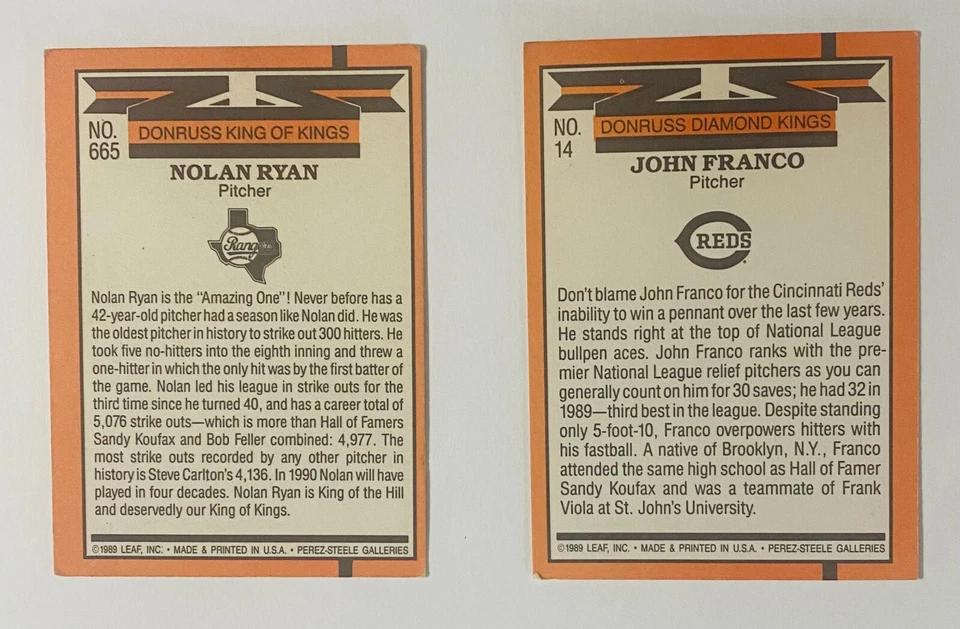 NO.
665
DONRUSS KING OF KINGS
NOLAN RYAN
Pitcher
Rangers
Nolan Ryan is the "Amazing One"! Never before has a
42-year-old pitcher had a season like Nolan did. He was
the oldest pitcher in history to strike out 300 hitters. He
took five no-hitters into the eighth inning and threw a
one-hitter in which the only hit was by the first batter of
the game. Nolan led his league in strike outs for the
third time since he turned 40, and has a career total of
5,076 strike outs—which is more than Hall of Famers
Sandy Koufax and Bob Feller combined: 4,977. The
most strike outs recorded by any other pitcher in
history is Steve Carlton's 4,136. In 1990 Nolan will have
played in four decades. Nolan Ryan is King of the Hill
and deservedly our King of Kings.
©1989 LEAF, INC. • MADE & PRINTED IN U.S.A. • PEREZ-STEELE GALLERIES
NO.
14
DONRUSS DIAMOND KINGS
JOHN FRANCO
Pitcher
REDS
Don't blame John Franco for the Cincinnati Reds'
inability to win a pennant over the last few years.
He stands right at the top of National League
bullpen aces. John Franco ranks with the pre-
mier National League relief pitchers as you can
generally count on him for 30 saves; he had 32 in
1989—third best in the league. Despite standing
only 5-foot-10, Franco overpowers hitters with
his fastball. A native of Brooklyn, N.Y., Franco
attended the same high school as Hall of Famer
Sandy Koufax and was a teammate of Frank
Viola at St. John's University.
©1989 LEAF, INC. • MADE & PRINTED IN U.S.A. • PEREZ-STEELE GALLERIES